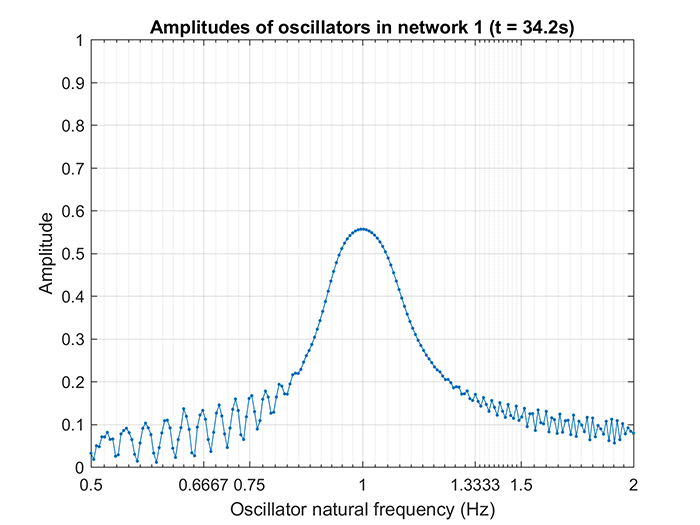 Amplitudes of oscillators in network 1 (t = 34.2s)
1
0.9
0.8
0.7
0.6
0.5
0.4
0.3
0.2
0.1
0
Amplitude
0.5 0.6667 0.75 1 1.3333 1.5 2
Oscillator natural frequency (Hz)